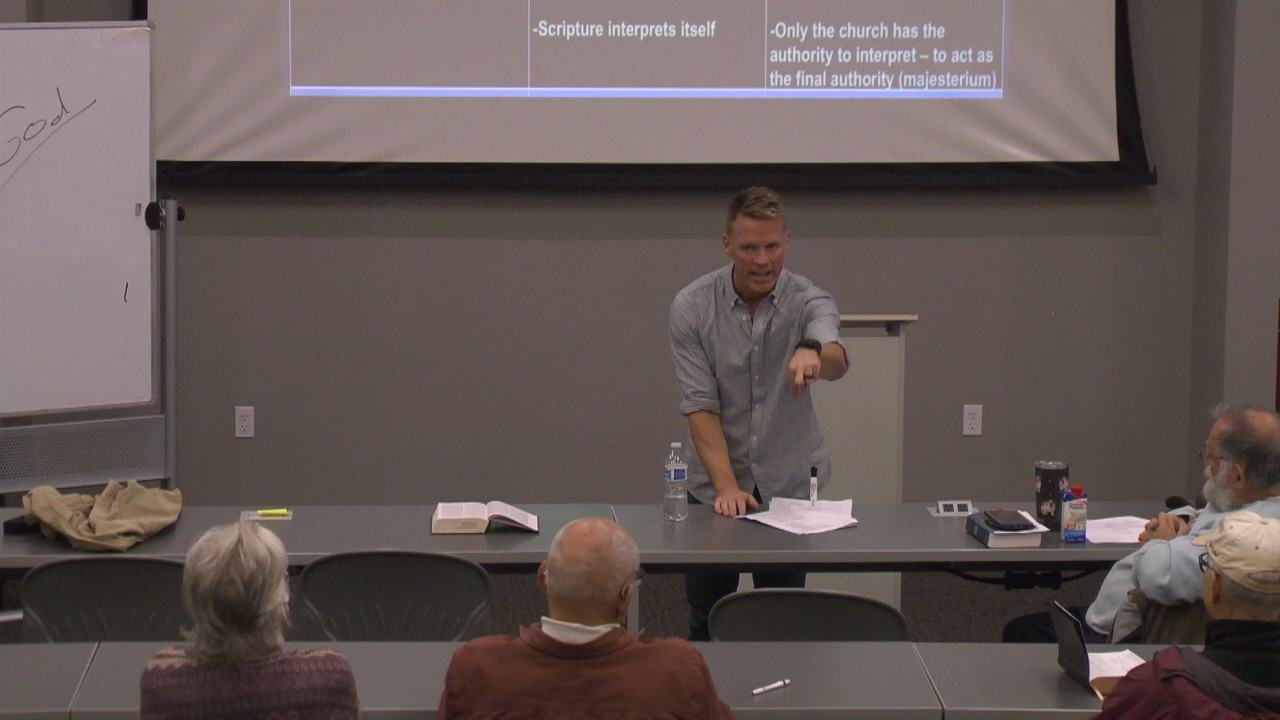 -Scripture interprets itself
-Only the church has the
authority to interpret – to act as
the final authority (majesterium)
God